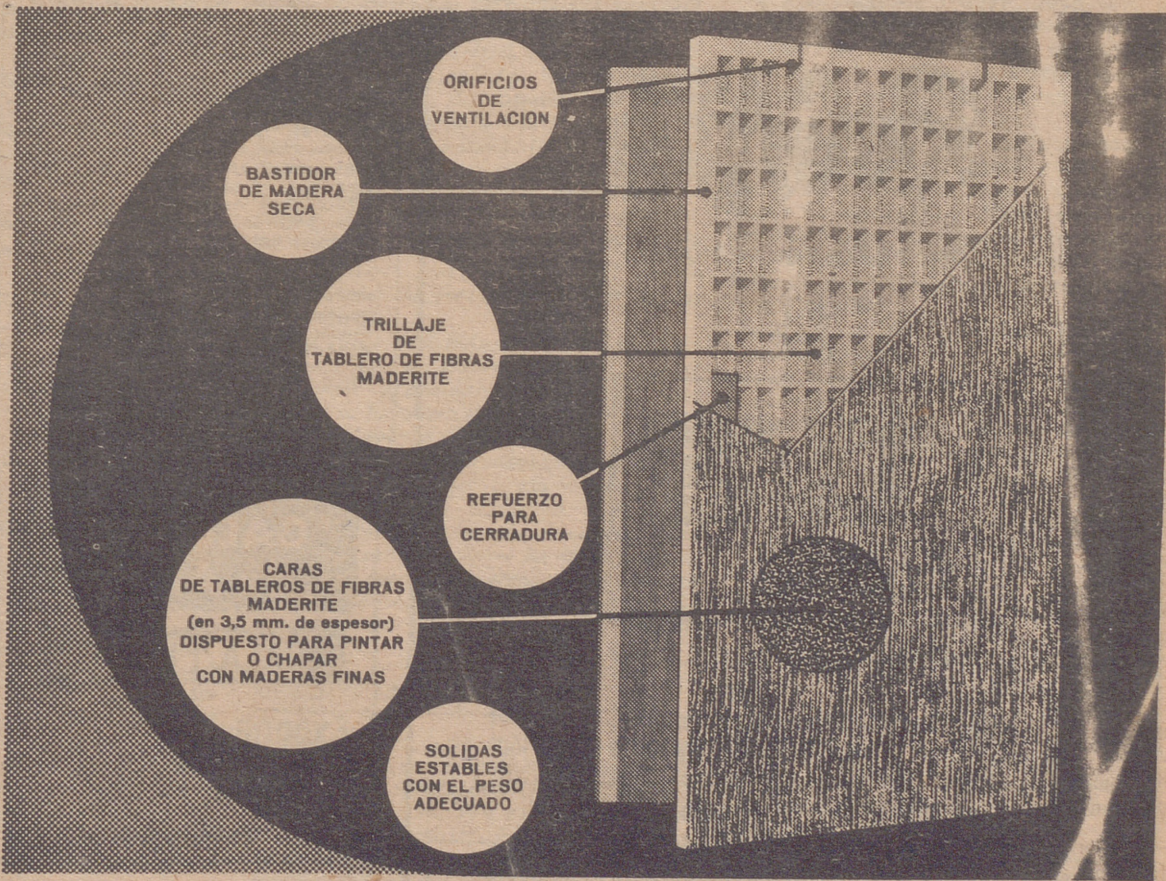 ORIFICIOS
DE
VENTILACION
BASTIDOR
DE MADERA
SECA
TRILLAJE
DE
TABLERO DE FIBRAS
MADERITE
REFUERZO
PARA
CERRADURA
CARAS
DE TABLEROS DE FIBRAS
MADERITE
(en 3,5 mm. de espesor)
DISPUESTO PARA PINTAR
O CHAPAR
CON MADERAS FINAS
SOLIDAS
ESTABLES
CON EL PESO
ADECUADO